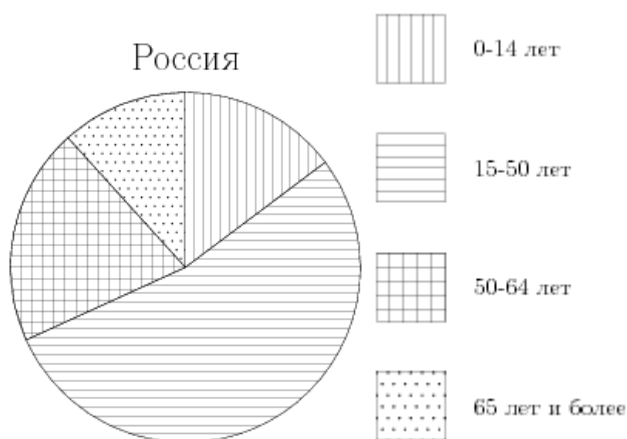 Россия
0-14 лет
15-50 лет
50-64 лет
65 лет и более